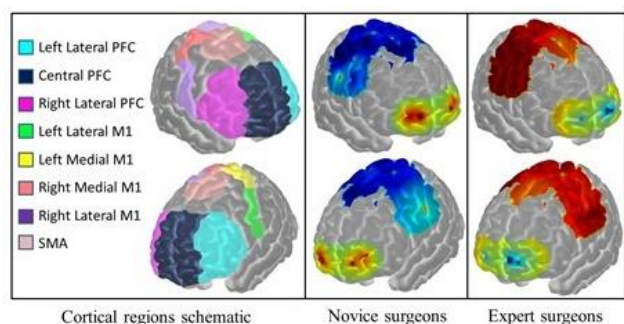 Left Lateral PFC
Central PFC
Right Lateral PFC
Left Lateral M1
Left Medial M1
Right Medial M1
Right Lateral M1
SMA
Cortical regions schematic
Novice surgeons
Expert surgeons